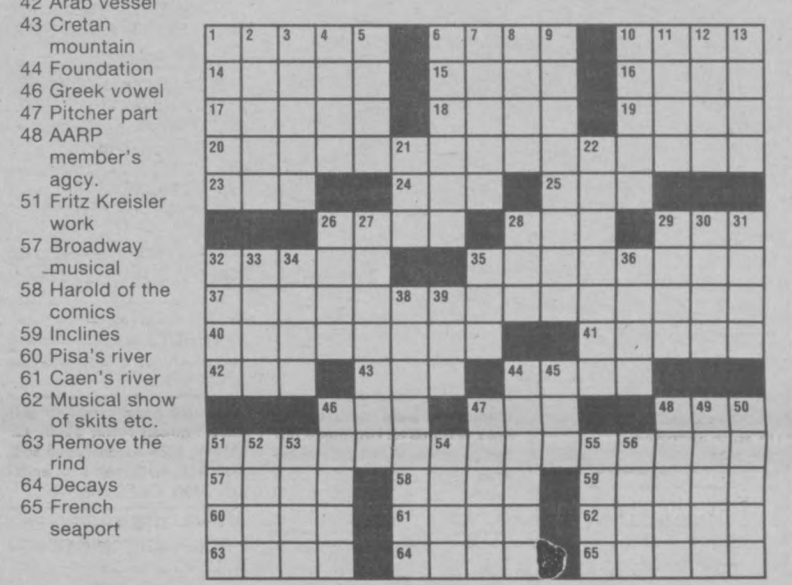 42 Arab vessel
43 Cretan
mountain
44 Foundation
46 Greek vowel
47 Pitcher part
48 AARP
member's
agcy.
51 Fritz Kreisler
work
57 Broadway
musical
58 Harold of the
comics
59 Inclines
60 Pisa's river
61 Caen's river
62 Musical show
of skits etc.
63 Remove the
rind
64 Decays
65 French
seaport
1 2 3 4 5 6 7 8 9 10 11 12 13
14 15 16
17 18 19
20 21 22
23 24 25
26 27 28 29 30 31
32 33 34 35 36
37 38 39
40 41
42 43 44 45
46 47 48 49 50
51 52 53 54 55 56
57 58 59
60 61 62
63 64 65